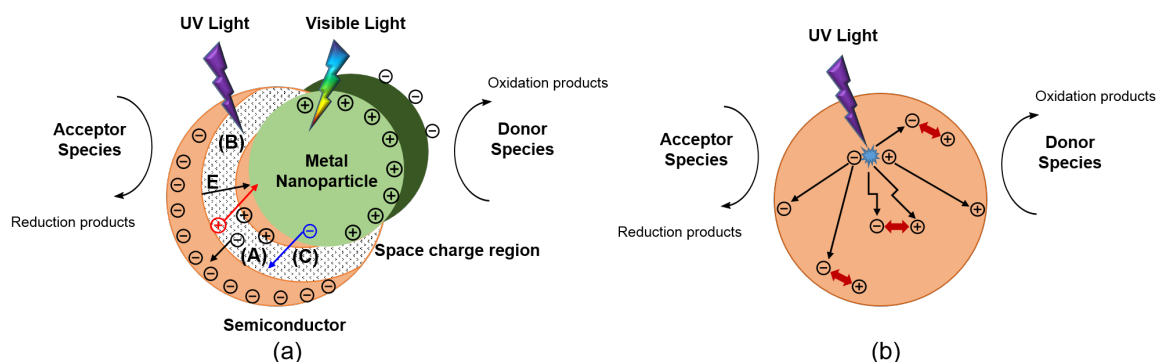 UV Light
Visible Light
Oxidation products
Acceptor
Species
Donor
Species
(B)
Metal
Nanoparticle
E
Reduction products
(A)
(C)
Space charge region
Semiconductor
(a)
UV Light
Oxidation products
Acceptor
Species
Donor
Species
Reduction products
(b)